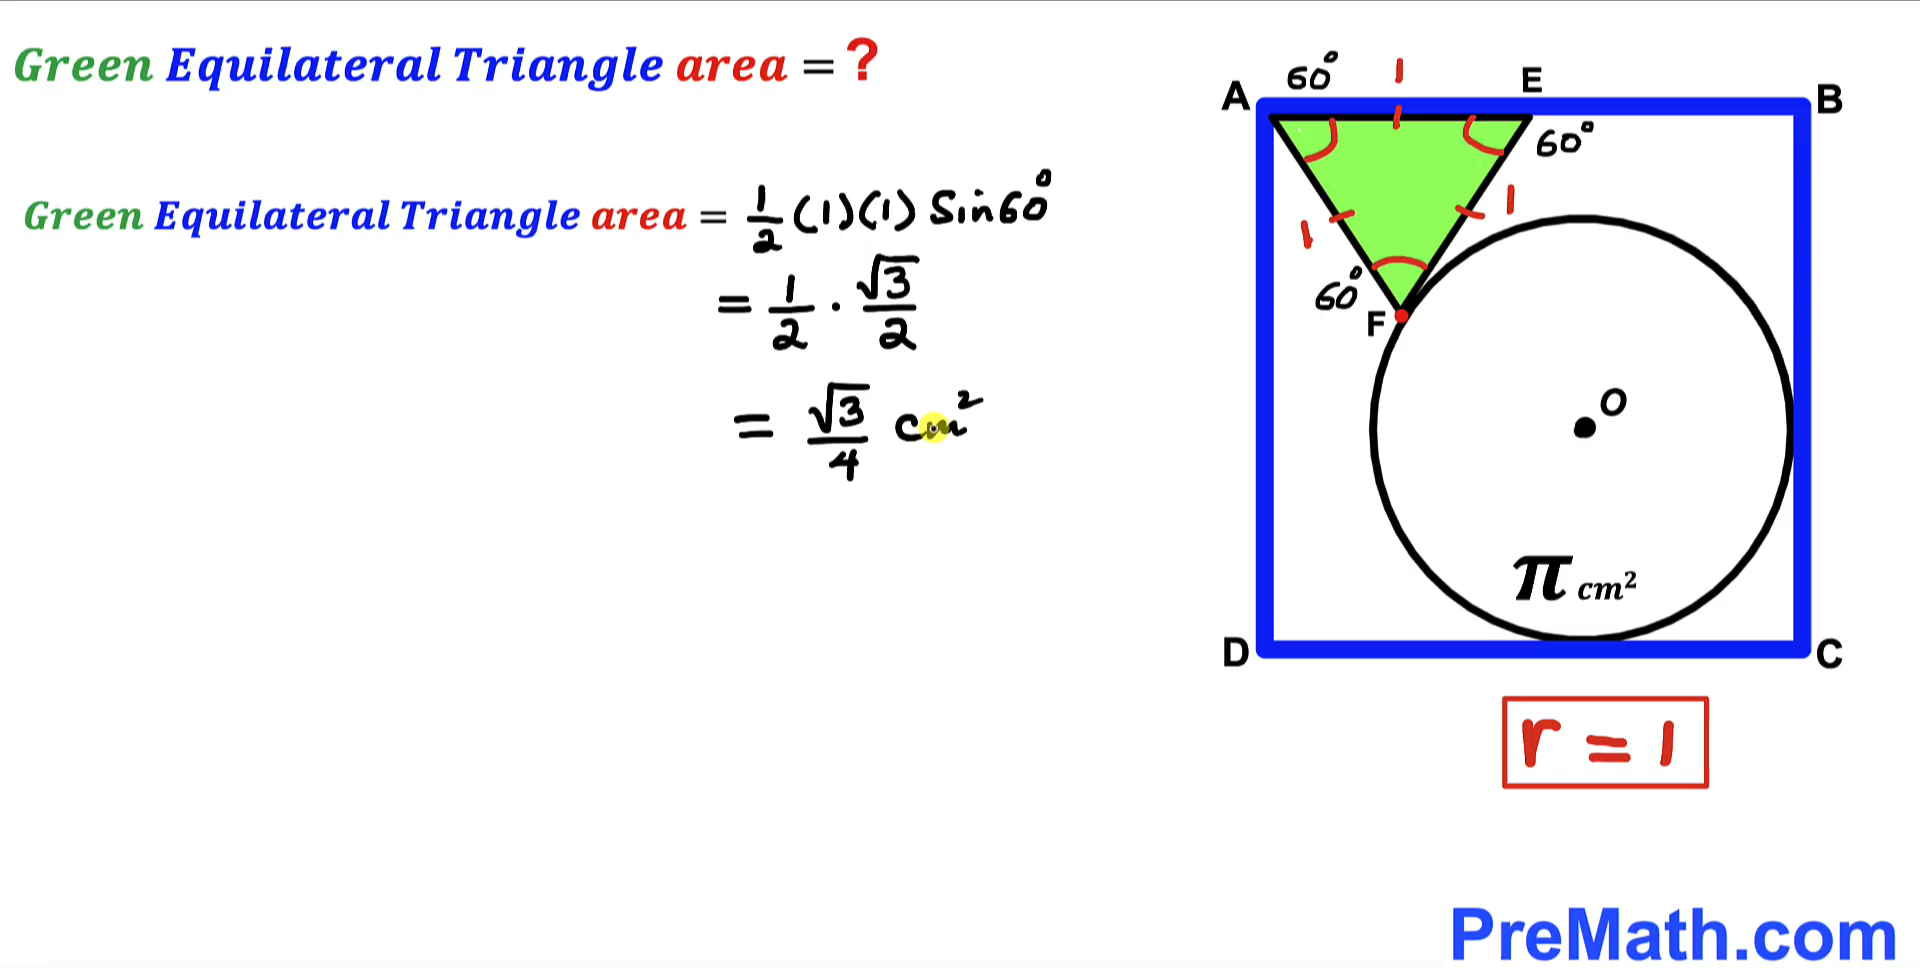 Green Equilateral Triangle area = ?
Green Equilateral Triangle area = 1/2 (1)(1) Sin60°
= 1/2 · √3/2
= √3/4 cm²
60° 1 E
A B
60°
1
1
60°
F
O
π cm²
D C
r = 1
PreMath.com